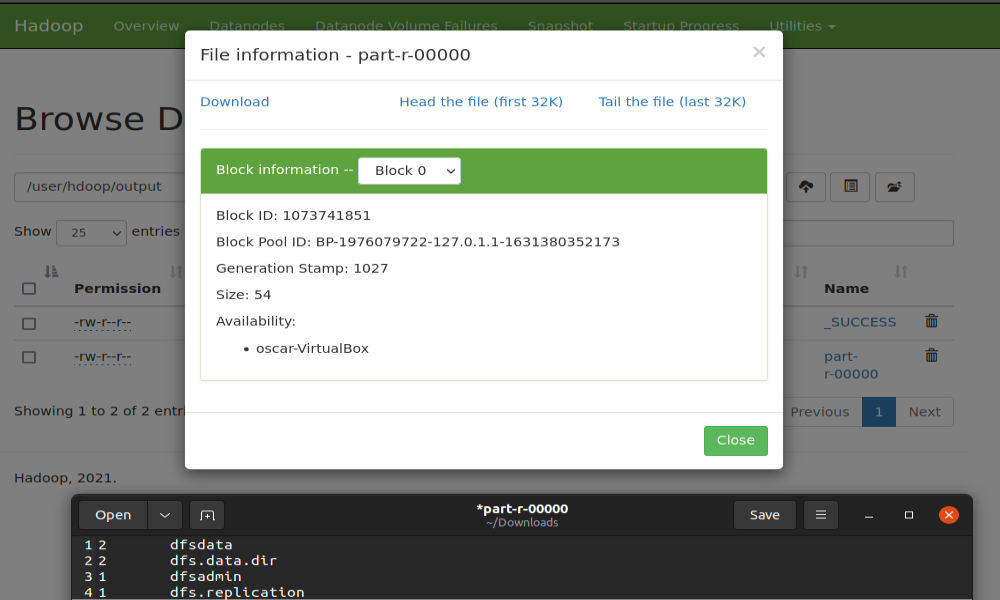 Hadoop Overview Datanodes Datanode Volume Failures Snapshot Startup Progress Utilities
File information - part-r-00000 ×
Download Head the file (first 32K) Tail the file (last 32K)
Browse D
Block information -- Block 0
/user/hdoop/output
Block ID: 1073741851
Show 25 entries
Block Pool ID: BP-1976079722-127.0.1.1-1631380352173
Generation Stamp: 1027
Permission Name
Size: 54
-rw-r--r-- _SUCCESS
Availability:
• oscar-VirtualBox
-rw-r--r-- part-
r-00000
Showing 1 to 2 of 2 entri Previous 1 Next
Close
Hadoop, 2021.
Open *part-r-00000 Save
~/Downloads
1 2 dfsdata
2 2 dfs.data.dir
3 1 dfsadmin
4 1 dfs.replication